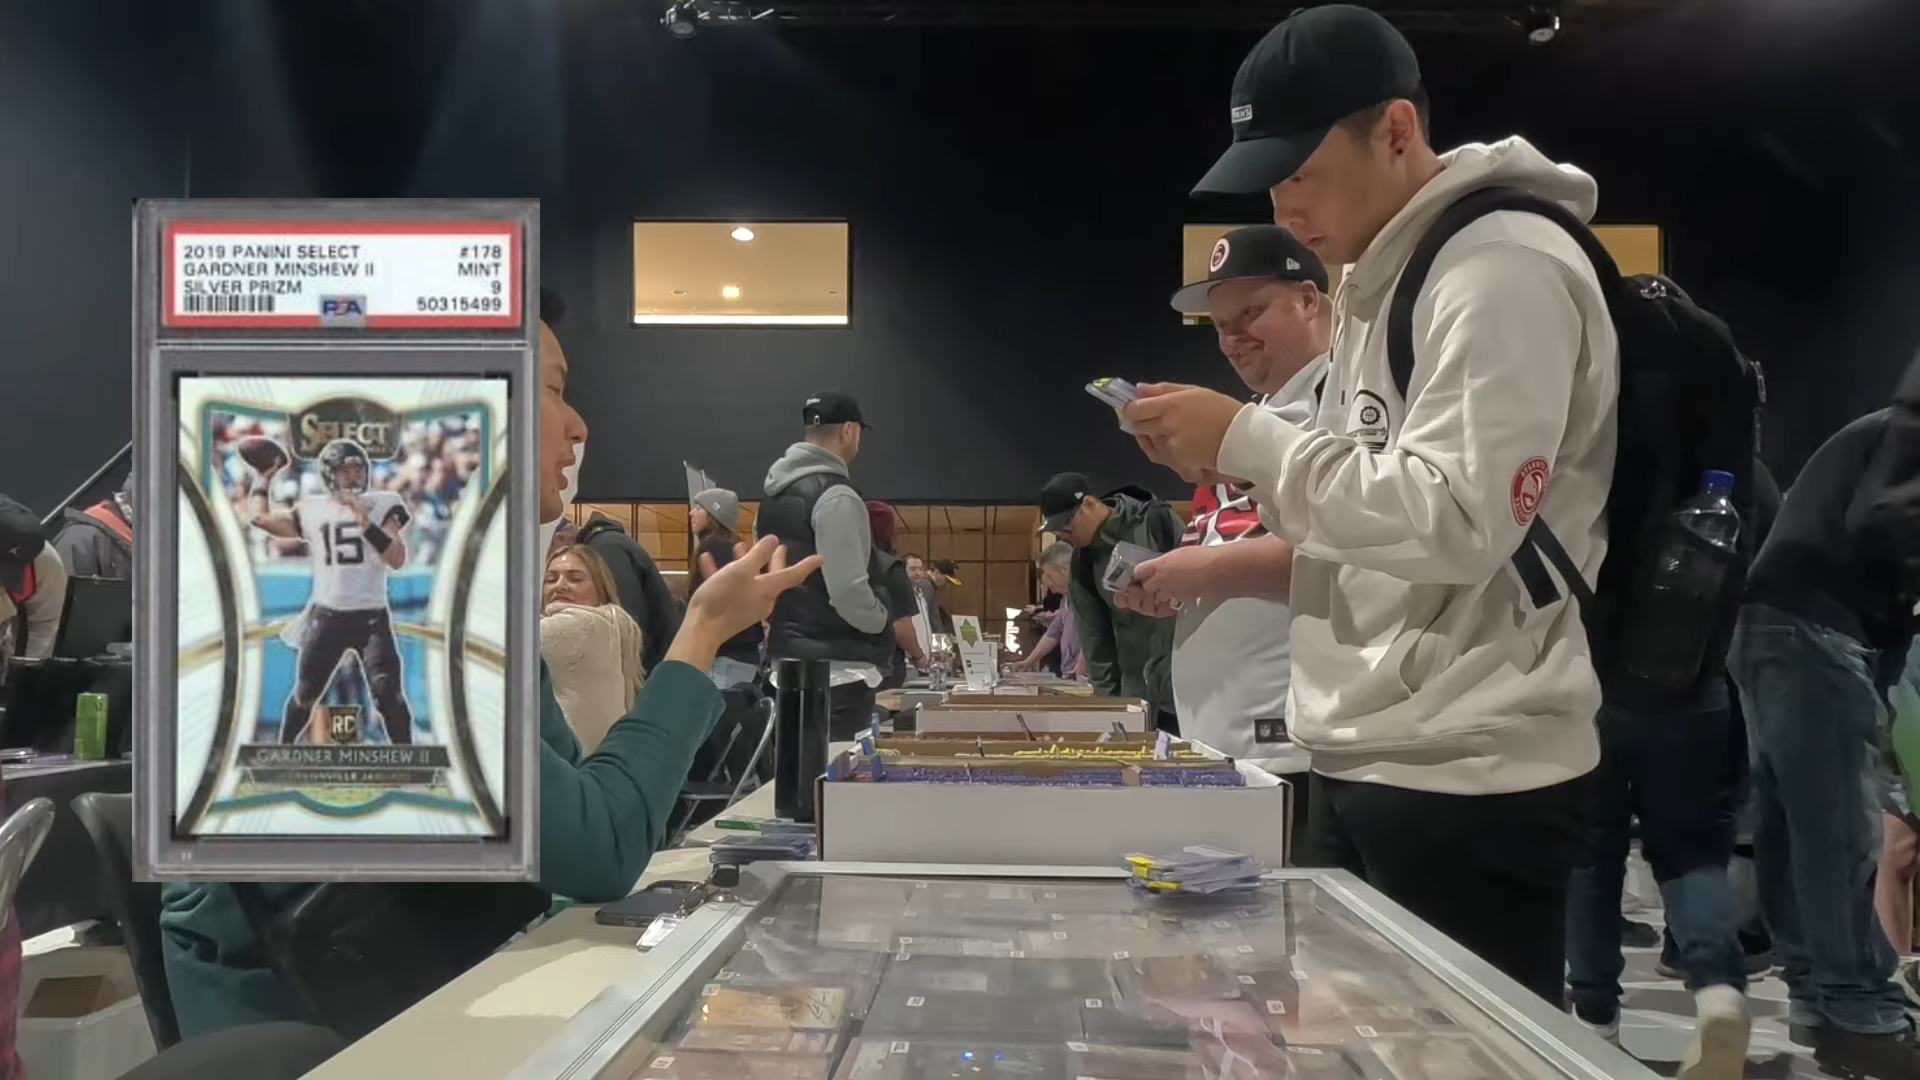 2019 PANINI SELECT #178
GARDNER MINSHEW II MINT
SILVER PRIZM 9
PSA 50315499
SELECT
15
RC
GARDNER MINSHEW II